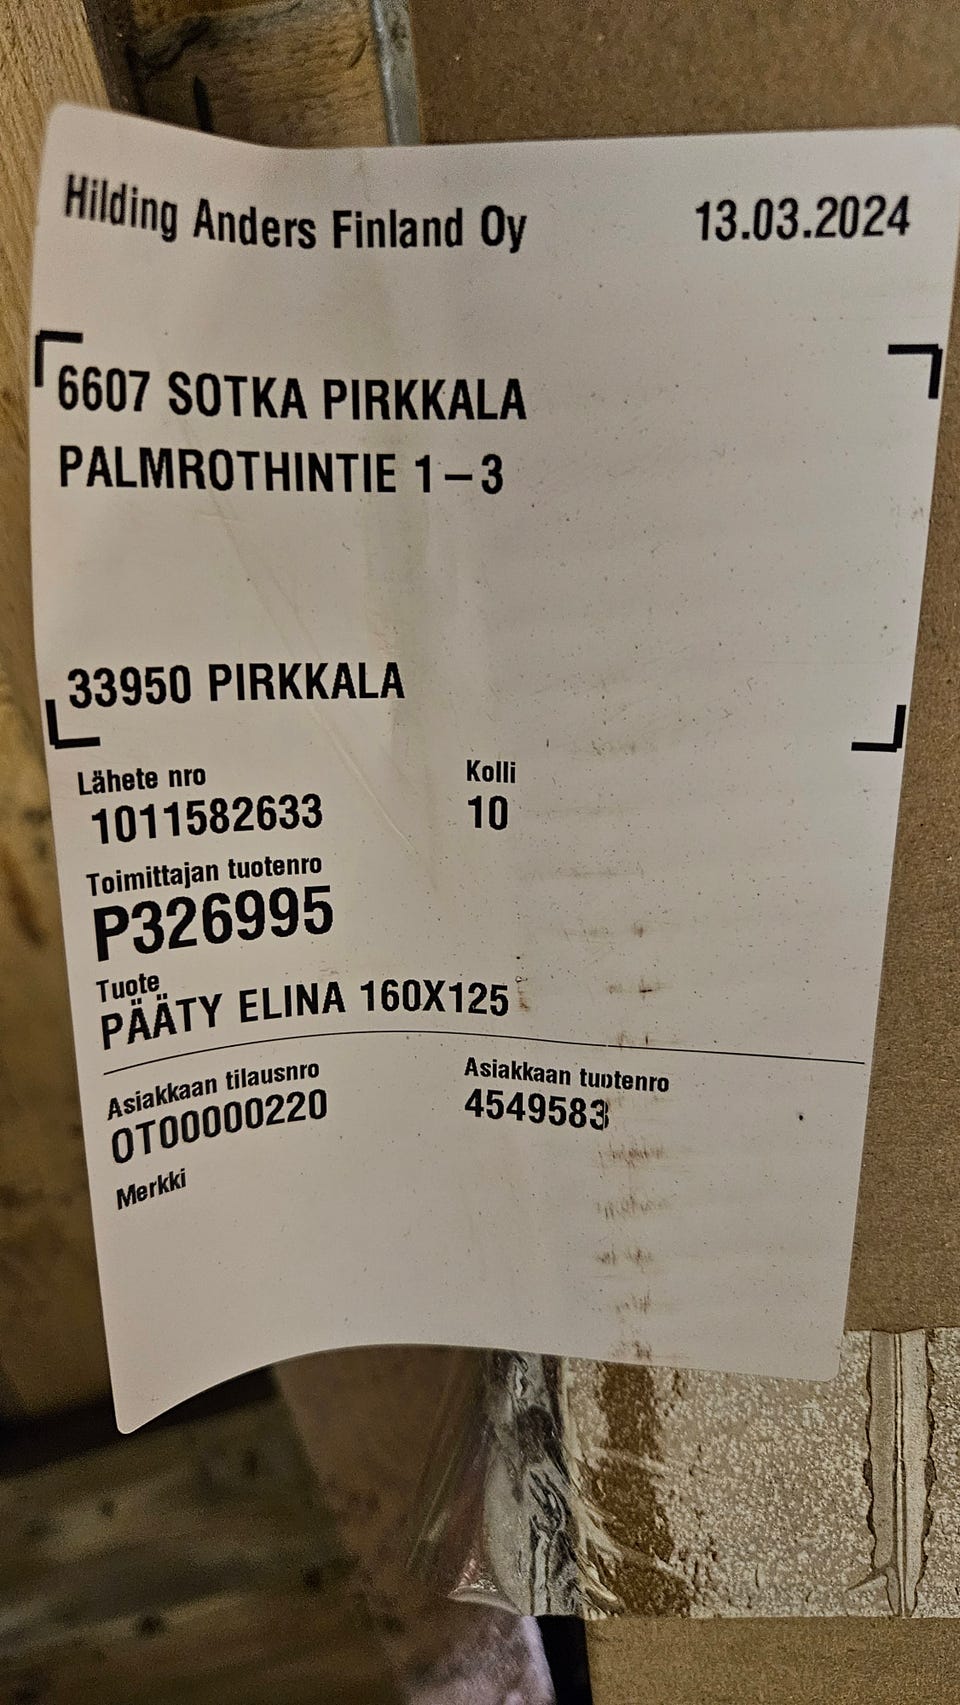 Hilding Anders Finland Oy 13.03.2024
6607 SOTKA PIRKKALA
PALMROTHINTIE 1-3
33950 PIRKKALA
Lähete nro Kolli
1011582633 10
Toimittajan tuotenro
P326995
Tuote
PÄÄTY ELINA 160X125
Asiakkaan tilausnro Asiakkaan tuotenro
OT00000220 4549583
Merkki